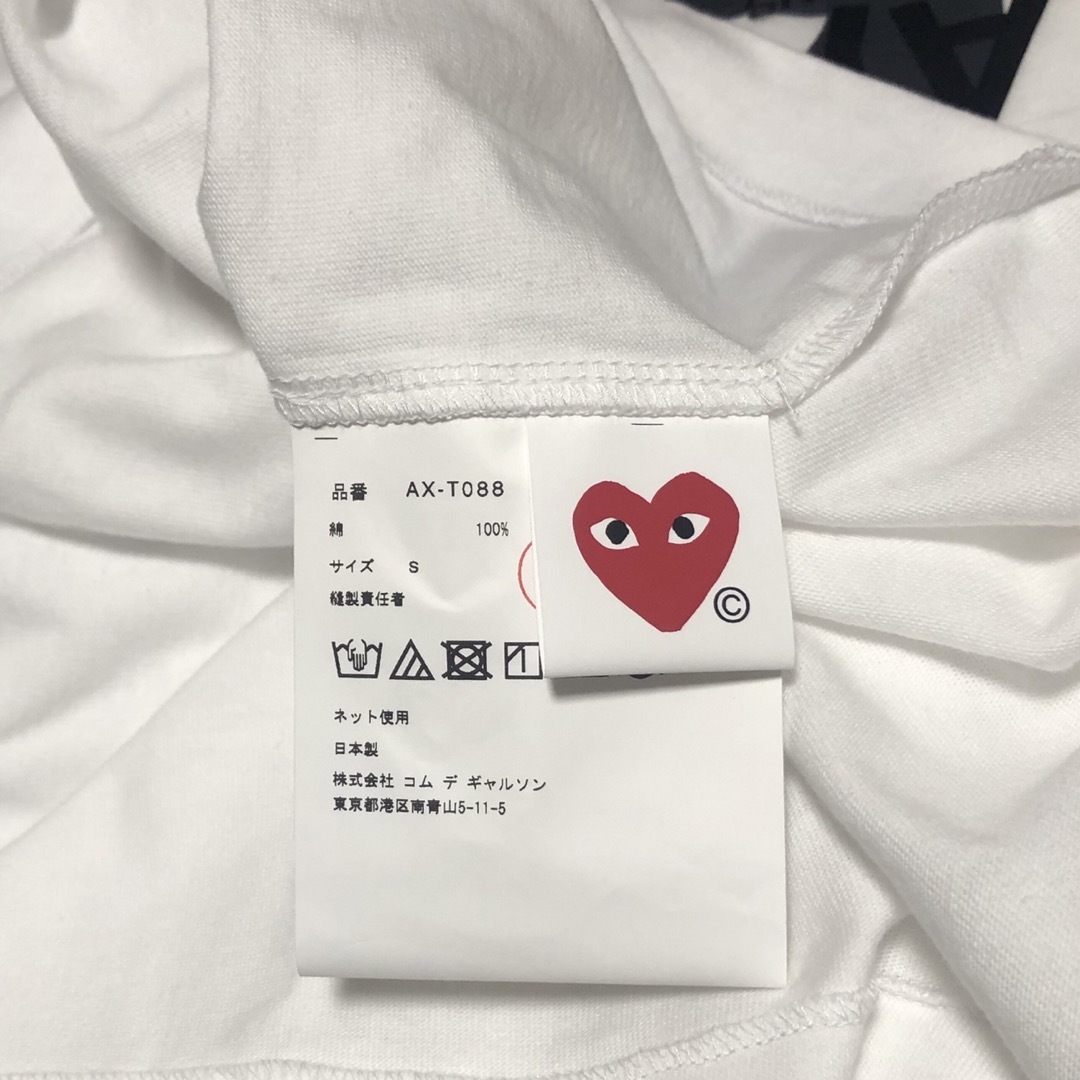 品番 AX-T088
綿 100%
サイズ S
縫製責任者
©
ネット使用
日本製
株式会社 コム デ ギャルソン
東京都港区南青山5-11-5